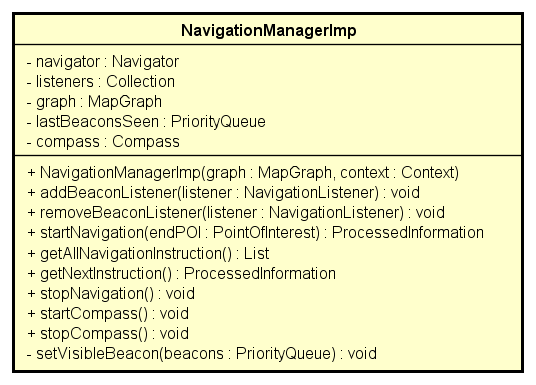 NavigationManagerImp
- navigator : Navigator
- listeners : Collection
- graph : MapGraph
- lastBeaconsSeen : PriorityQueue
- compass : Compass
+ NavigationManagerImp(graph : MapGraph, context : Context)
+ addBeaconListener(listener : NavigationListener) : void
+ removeBeaconListener(listener : NavigationListener) : void
+ startNavigation(endPOI : PointOfInterest) : ProcessedInformation
+ getAllNavigationInstruction() : List
+ getNextInstruction() : ProcessedInformation
+ stopNavigation() : void
+ startCompass() : void
+ stopCompass() : void
- setVisibleBeacon(beacons : PriorityQueue) : void